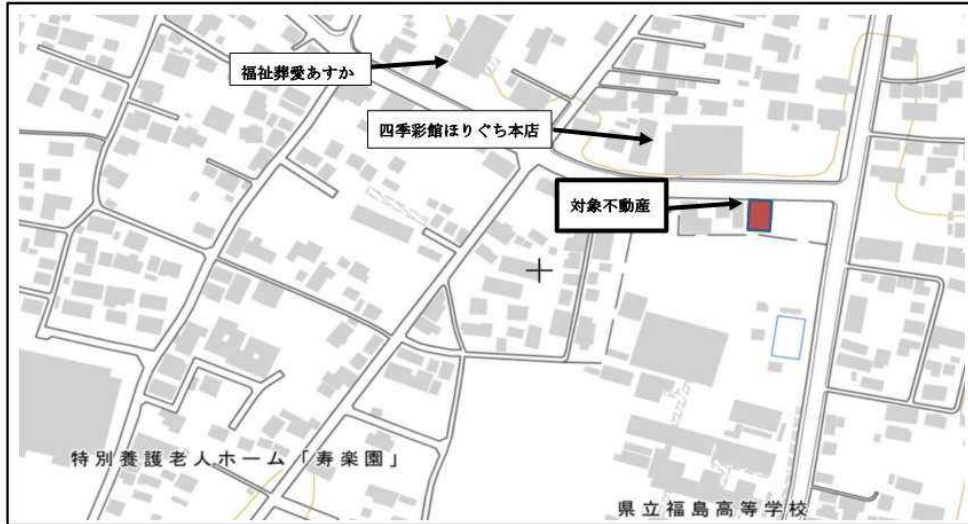 福祉葬愛あすか
四季彩館ほりぐち本店
対象不動産
特別養護老人ホーム「寿楽園」
県立福島高等学校